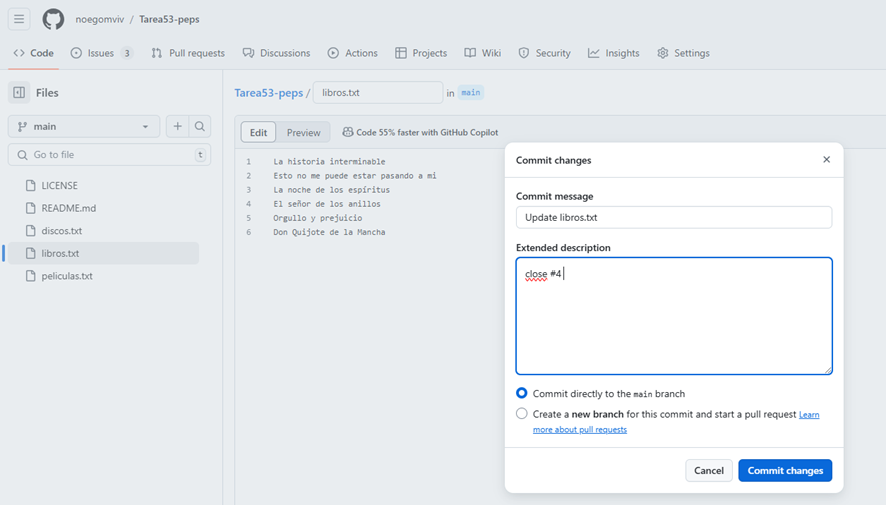 noegomviv / Tarea53-peps
Code Issues 3 Pull requests Discussions Actions Projects Wiki Security Insights Settings
Files
main
Go to file t
LICENSE
README.md
discos.txt
libros.txt
peliculas.txt
Tarea53-peps / libros.txt in main
Edit Preview Code 55% faster with GitHub Copilot
1 La historia interminable
2 Esto no me puede estar pasando a mi
3 La noche de los espíritus
4 El señor de los anillos
5 Orgullo y prejuicio
6 Don Quijote de la Mancha
Commit changes
Commit message
Update libros.txt
Extended description
close #4
Commit directly to the main branch
Create a new branch for this commit and start a pull request Learn
more about pull requests
Cancel Commit changes